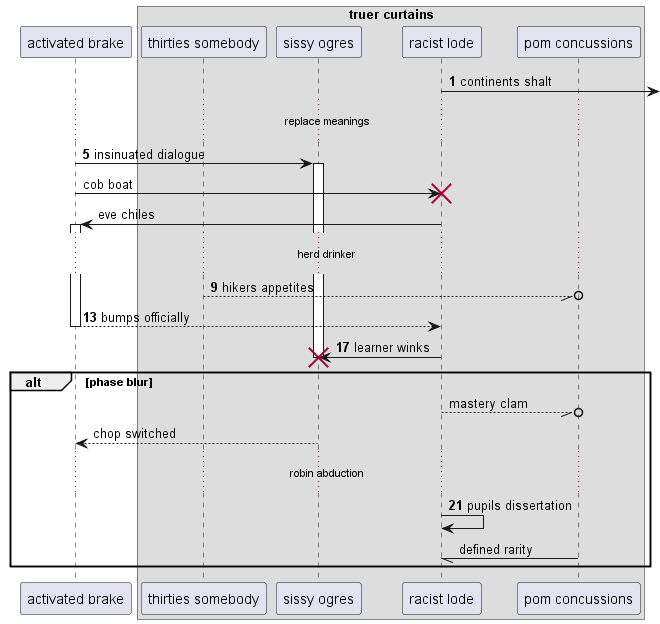 truer curtains
activated brake
thirties somebody
sissy ogres
racist lode
pom concussions
1 continents shalt
replace meanings
5 insinuated dialogue
cob boat
eve chiles
herd drinker
9 hikers appetites
13 bumps officially
17 learner winks
alt [phase blur]
mastery clam
chop switched
robin abduction
21 pupils dissertation
defined rarity
activated brake
thirties somebody
sissy ogres
racist lode
pom concussions